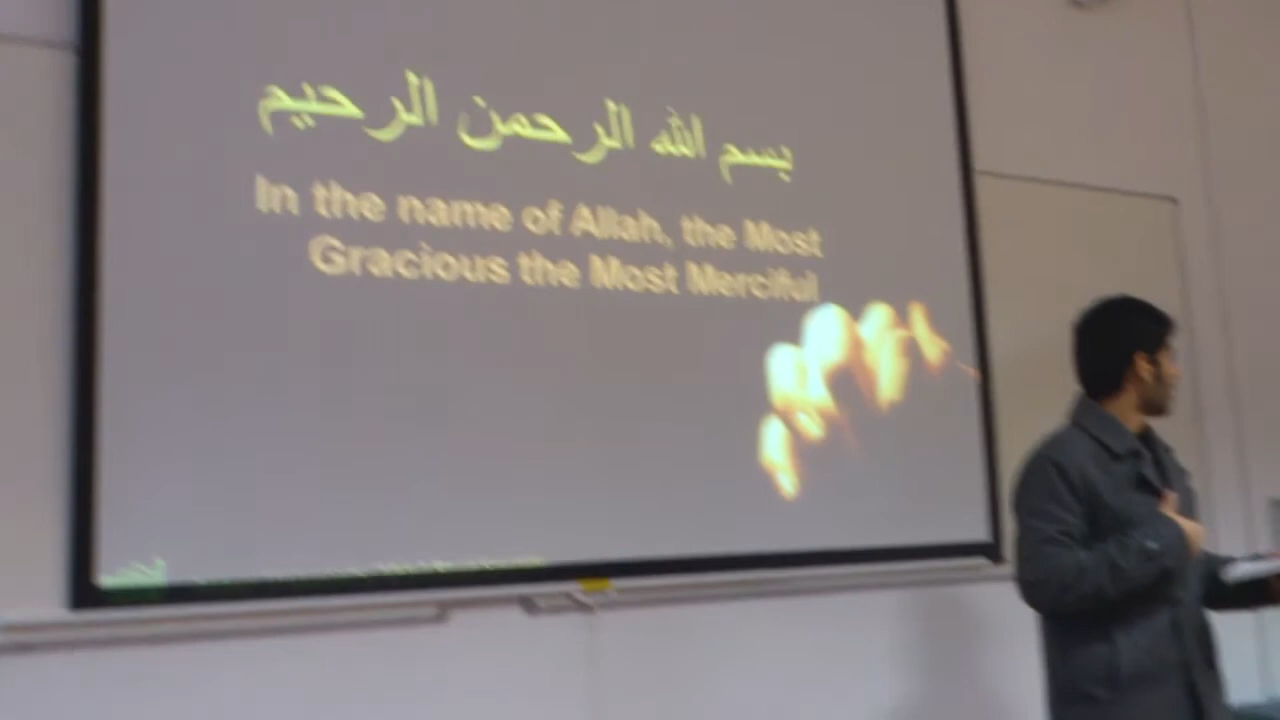 بسم الله الرحمن الرحيم
In the name of Allah, the Most
Gracious the Most Merciful